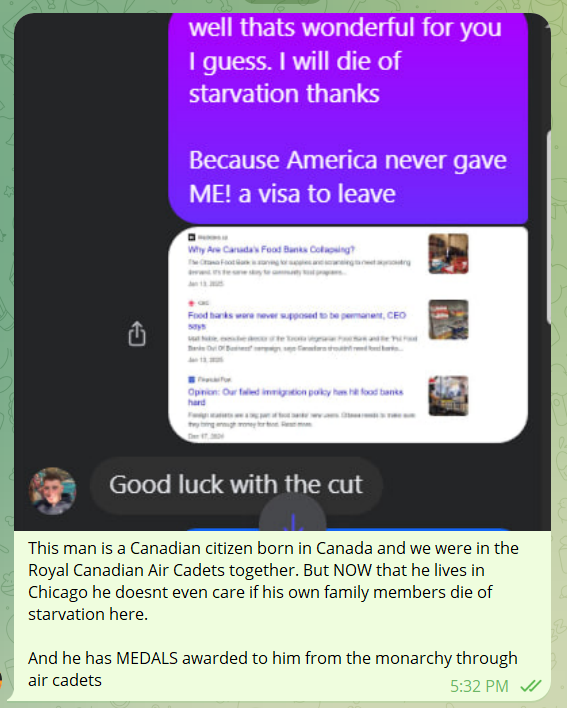 well thats wonderful for you
I guess. I will die of
starvation thanks
Because America never gave
ME! a visa to leave
Why Are Canada's Food Banks Collapsing?
The Ottawa Food Bank is starving for supplies and scrambling to meet skyrocketing
demand. It's the same story for community food programs...
Jan 13, 2025
CBC
Food banks were never supposed to be permanent, CEO
says
Matt Noble, executive director of the Toronto Vegetarian Food Bank and the "Put Food
Banks Out Of Business" campaign, says Canadians shouldn't need food banks...
Jan 13, 2025
Financial Post
Opinion: Our failed immigration policy has hit food banks
hard
Foreign students are a big part of food banks' new users. Ottawa needs to make sure
they bring enough money for food. Read more.
Dec 07, 2024
Good luck with the cut
This man is a Canadian citizen born in Canada and we were in the
Royal Canadian Air Cadets together. But NOW that he lives in
Chicago he doesnt even care if his own family members die of
starvation here.
And he has MEDALS awarded to him from the monarchy through
air cadets
5:32 PM